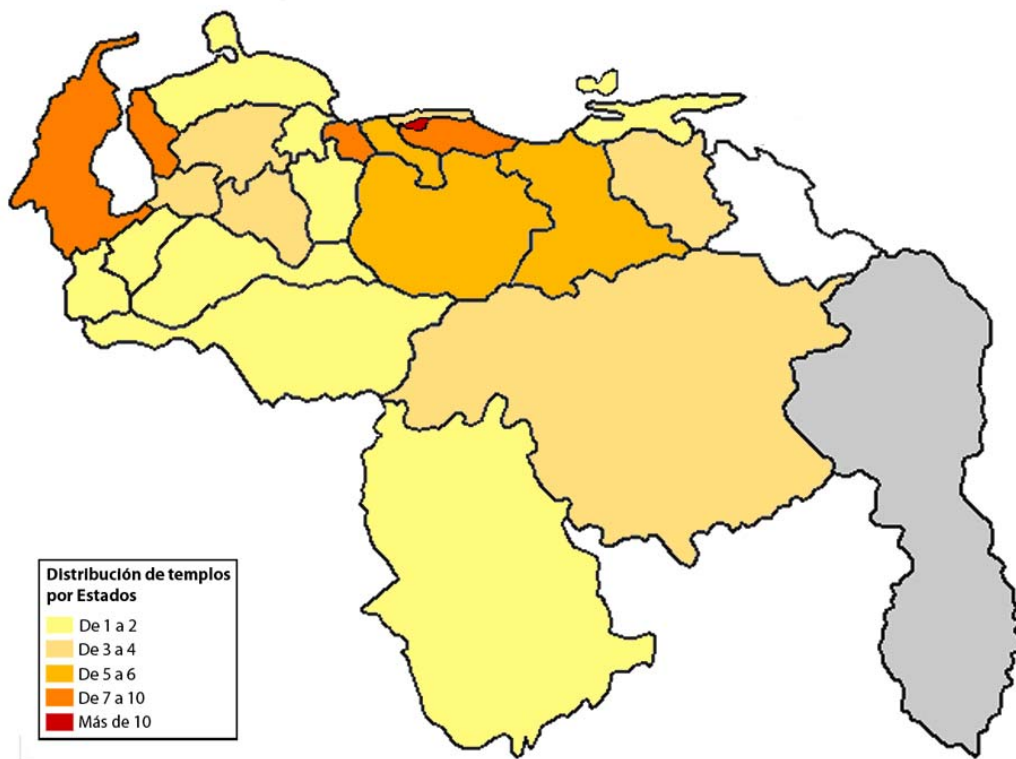 Distribución de templos
por Estados
De 1 a 2
De 3 a 4
De 5 a 6
De 7 a 10
Más de 10